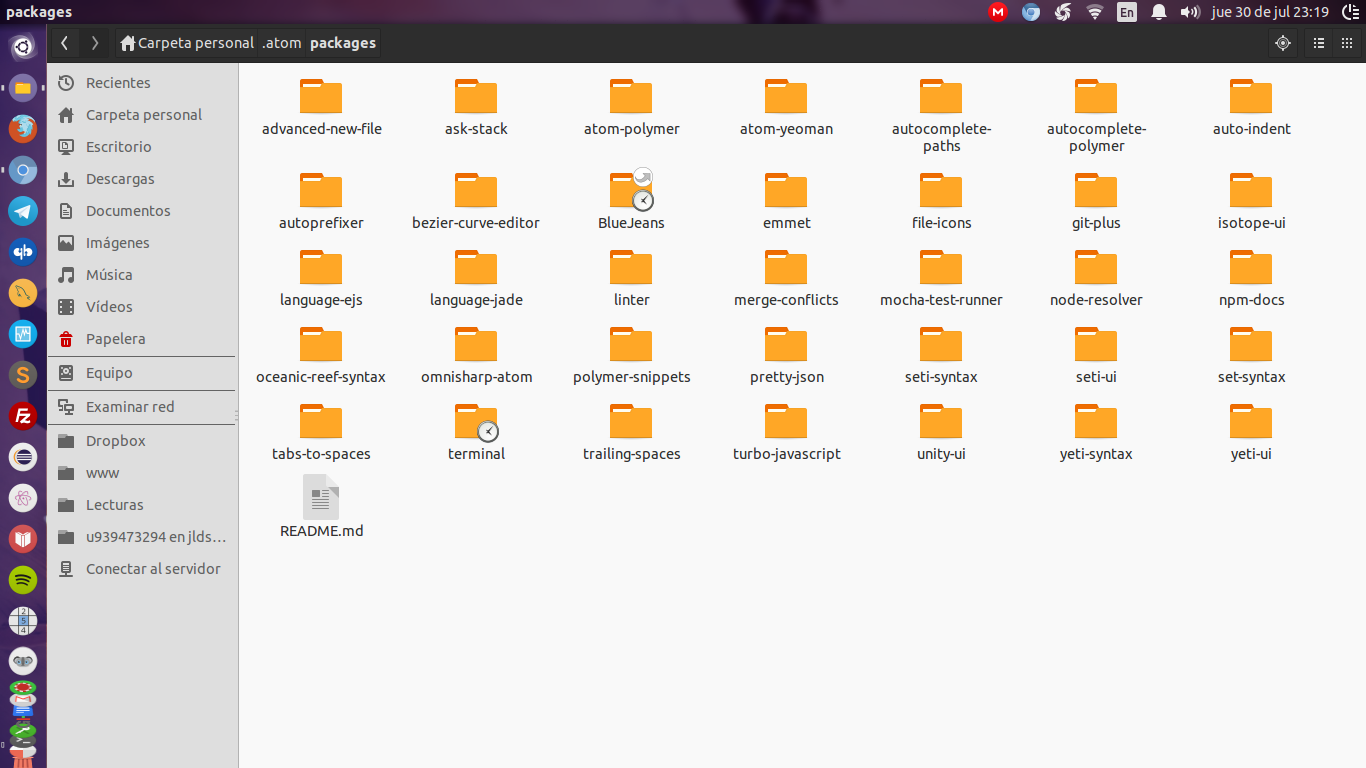 packages
En
jue 30 de jul 23:19
Carpeta personal .atom packages
Recientes
Carpeta personal
Escritorio
Descargas
Documentos
Imágenes
Música
Vídeos
Papelera
Equipo
Examinar red
Dropbox
www
Lecturas
u939473294 en jlds...
Conectar al servidor
advanced-new-file
ask-stack
atom-polymer
atom-yeoman
autocomplete-
paths
autocomplete-
polymer
auto-indent
autoprefixer
bezier-curve-editor
BlueJeans
emmet
file-icons
git-plus
isotope-ui
language-ejs
language-jade
linter
merge-conflicts
mocha-test-runner
node-resolver
npm-docs
oceanic-reef-syntax
omnisharp-atom
polymer-snippets
pretty-json
seti-syntax
seti-ui
set-syntax
tabs-to-spaces
terminal
trailing-spaces
turbo-javascript
unity-ui
yeti-syntax
yeti-ui
README.md